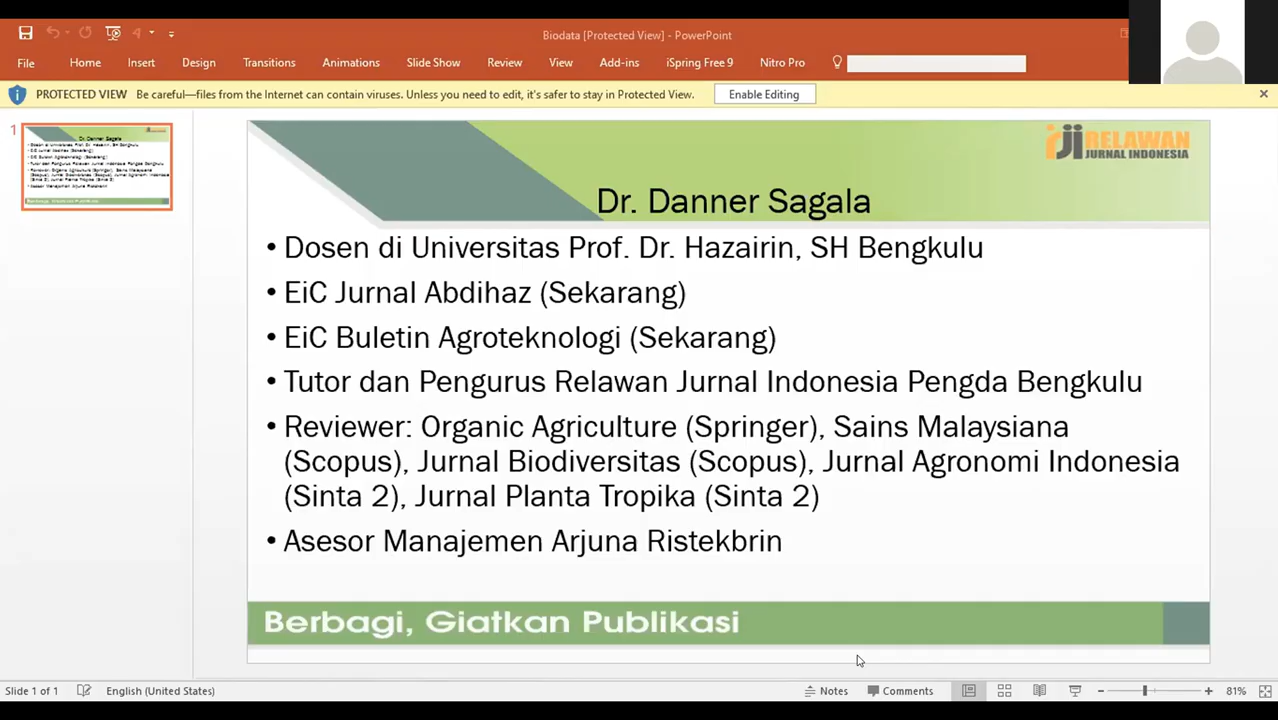 Biodata [Protected View] - PowerPoint
File Home Insert Design Transitions Animations Slide Show Review View Add-ins iSpring Free 9 Nitro Pro
PROTECTED VIEW Be careful—files from the Internet can contain viruses. Unless you need to edit, it's safer to stay in Protected View. Enable Editing
1
RJI RELAWAN
JURNAL INDONESIA
Dr. Danner Sagala
• Dosen di Universitas Prof. Dr. Hazairin, SH Bengkulu
• EiC Jurnal Abdihaz (Sekarang)
• EiC Buletin Agroteknologi (Sekarang)
• Tutor dan Pengurus Relawan Jurnal Indonesia Pengda Bengkulu
• Reviewer: Organic Agriculture (Springer), Sains Malaysiana
(Scopus), Jurnal Biodiversitas (Scopus), Jurnal Agronomi Indonesia
(Sinta 2), Jurnal Planta Tropika (Sinta 2)
• Asesor Manajemen Arjuna Ristekbrin
Berbagi, Giatkan Publikasi
Slide 1 of 1 English (United States) Notes Comments 81%